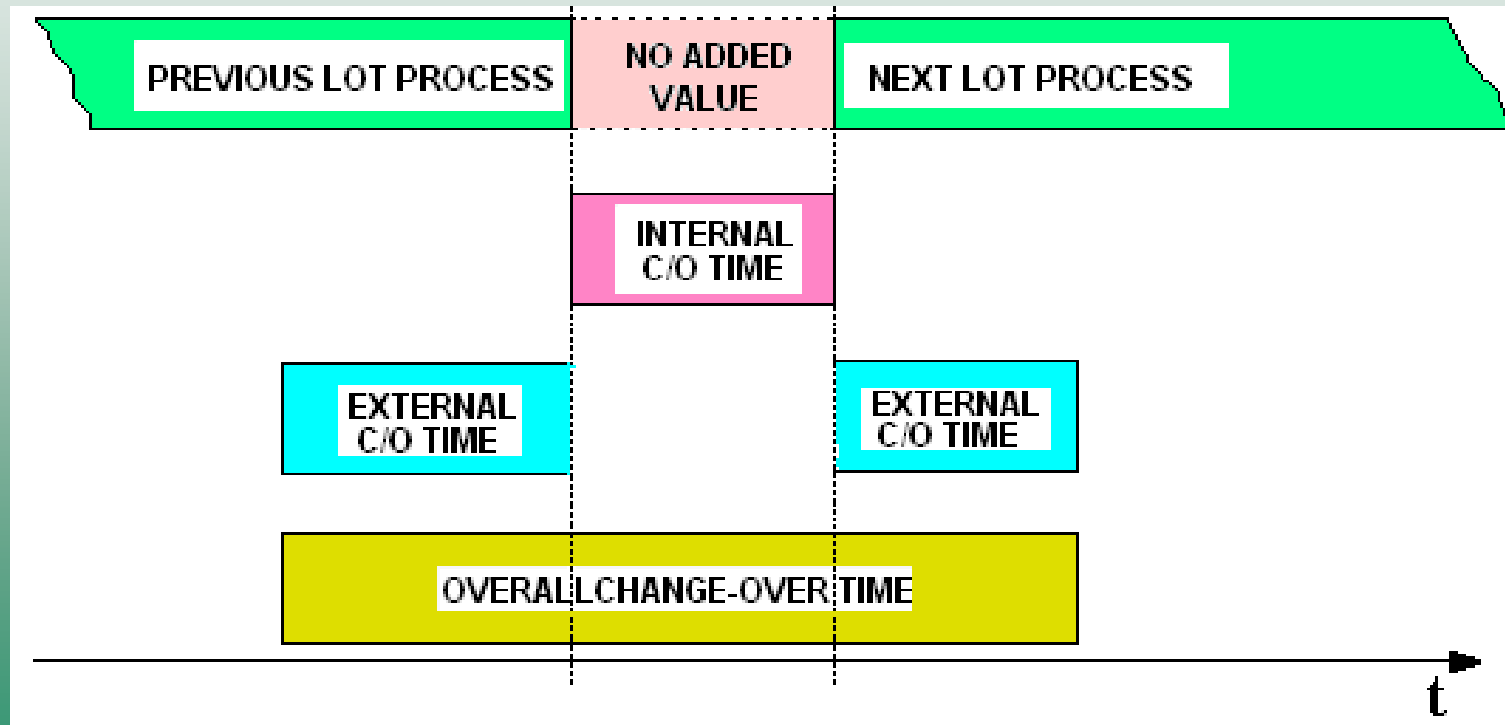 PREVIOUS LOT PROCESS
NO ADDED
VALUE
NEXT LOT PROCESS
INTERNAL
C/O TIME
EXTERNAL
C/O TIME
EXTERNAL
C/O TIME
OVERALLCHANGE-OVER TIME
t